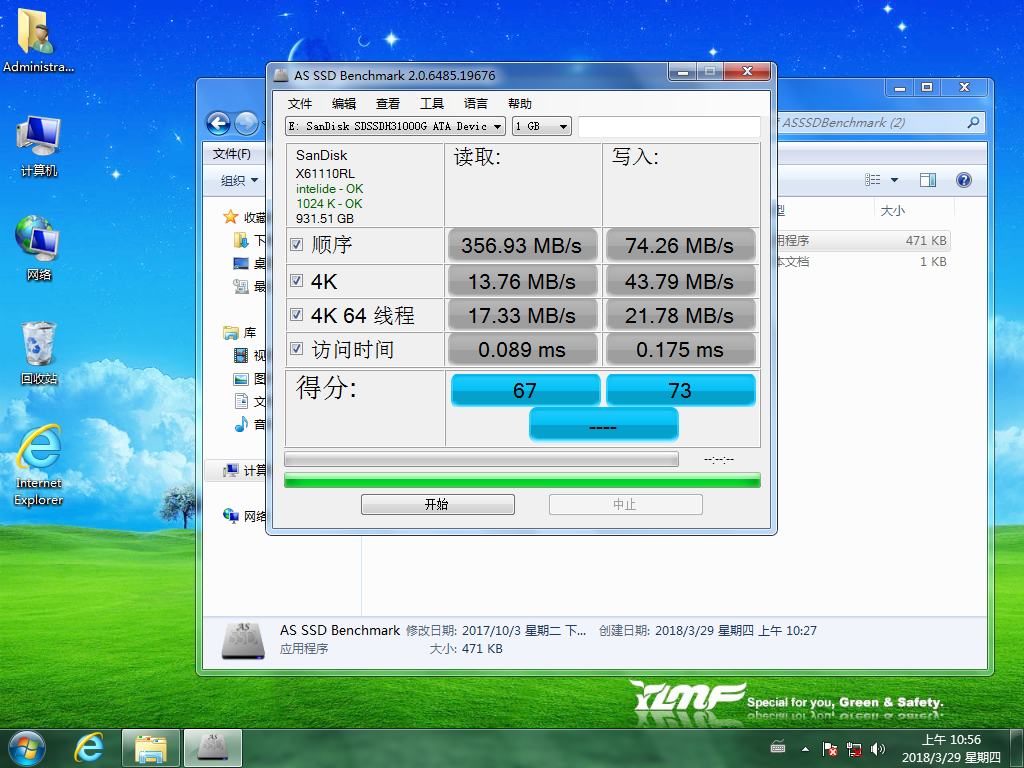 Administra...
计算机
网络
回收站
Internet
Explorer
AS SSD Benchmark 2.0.6485.19676
文件 编辑 查看 工具 语言 帮助
E: SanDisk SDSSDH31000G ATA Devic
1 GB
SanDisk
X61110RL
intelide - OK
1024 K - OK
931.51 GB
读取: 写入:
顺序 356.93 MB/s 74.26 MB/s
4K 13.76 MB/s 43.79 MB/s
4K 64 线程 17.33 MB/s 21.78 MB/s
访问时间 0.089 ms 0.175 ms
得分: 67 73
----
--:--:--
开始 中止
ASSSDBenchmark (2)
文件(F)
组织
收藏
下
桌
最
库
视
图
文
音
计算
网络
型 大小
用程序 471 KB
本文档 1 KB
AS SSD Benchmark 修改日期: 2017/10/3 星期二 下... 创建日期: 2018/3/29 星期四 上午 10:27
应用程序 大小: 471 KB
AS
SSD
YLMF Special for you, Green & Safety.
上午 10:56
2018/3/29 星期四